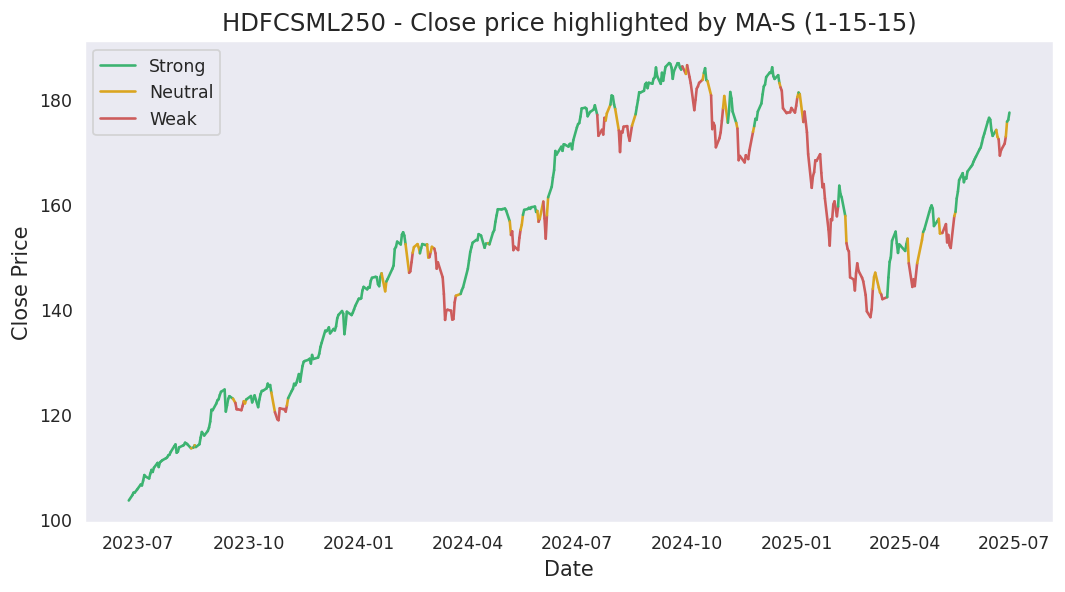 HDFCSML250 - Close price highlighted by MA-S (1-15-15)
Strong
Neutral
Weak
Close Price
180
160
140
120
100
2023-07 2023-10 2024-01 2024-04 2024-07 2024-10 2025-01 2025-04 2025-07
Date